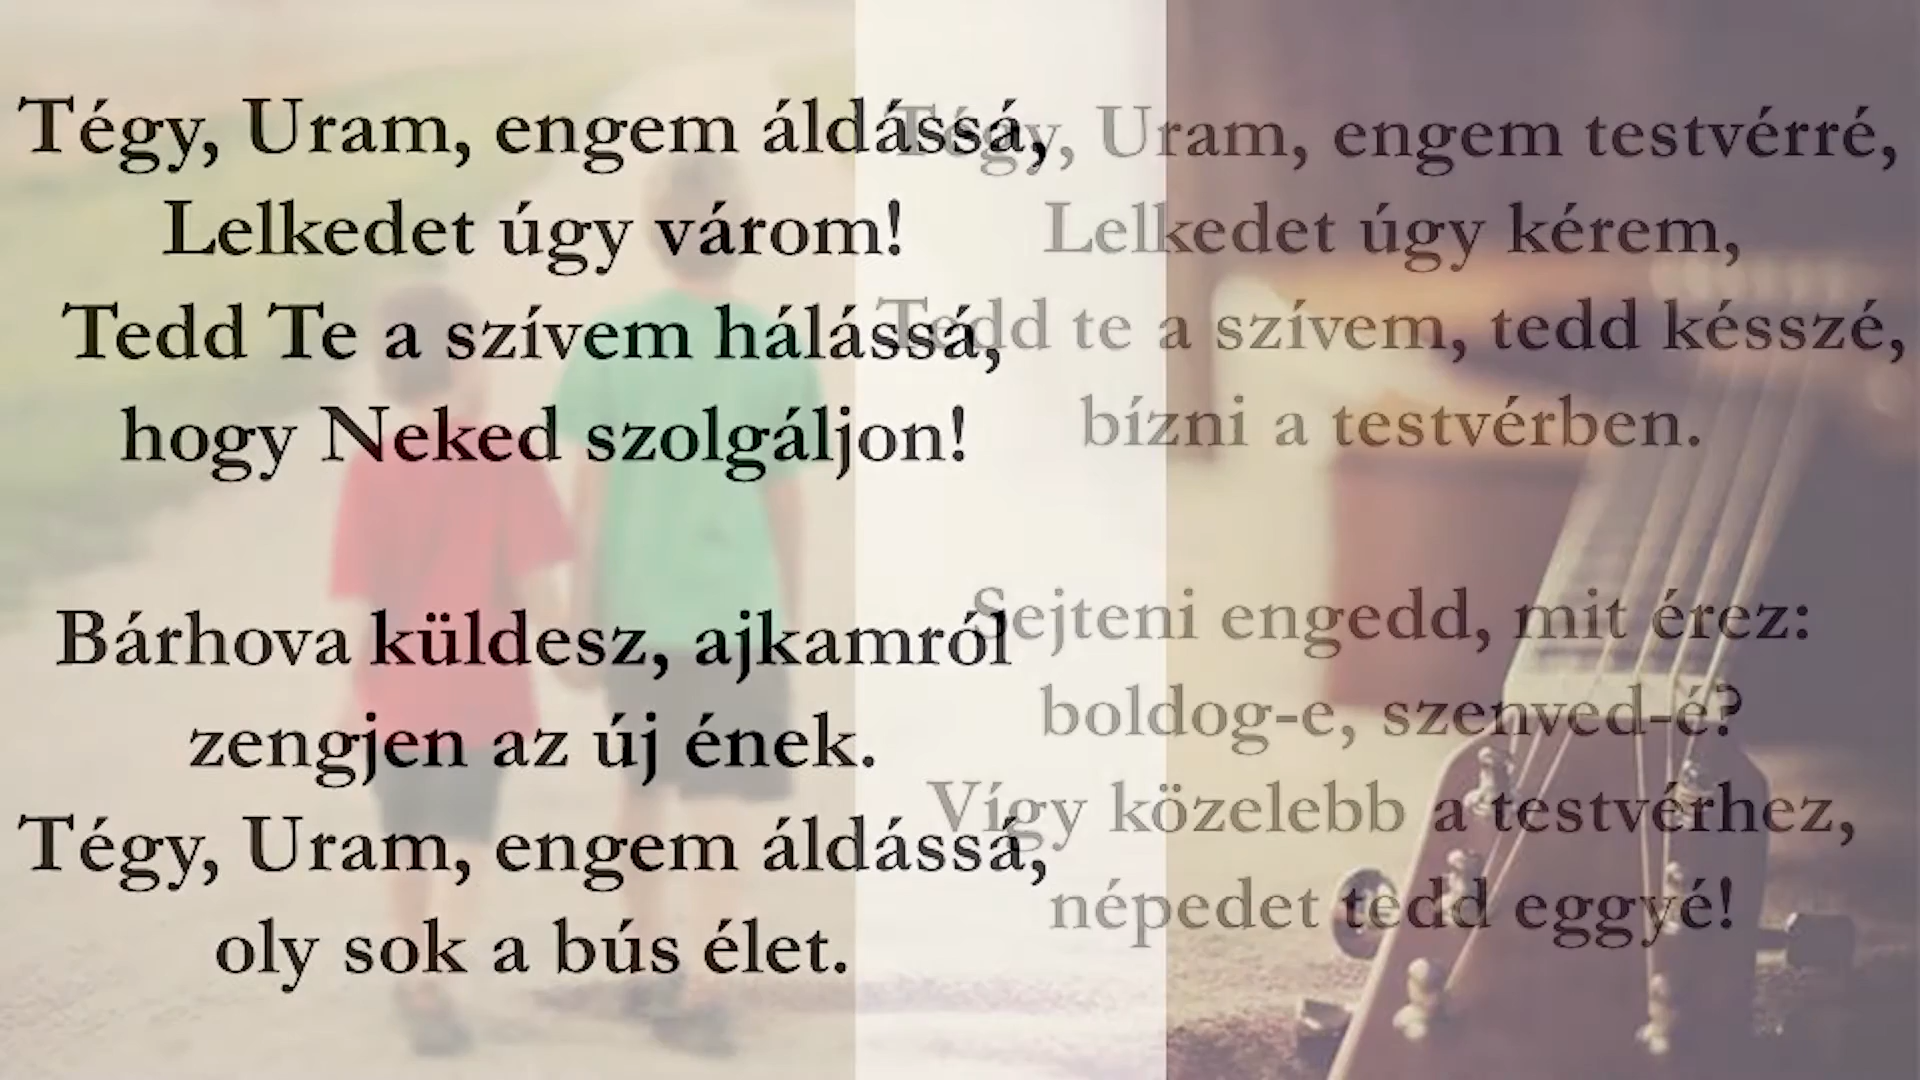 Tégy, Uram, engem áldássá,
Lelkedet úgy várom!
Tedd Te a szívem hálássá,
hogy Neked szolgáljon!
Bárhova küldesz, ajkamról
zengjen az új ének.
Tégy, Uram, engem áldássá,
oly sok a bús élet.
Tégy, Uram, engem testvérré,
Lelkedet úgy kérem,
Tedd te a szívem, tedd késszé,
bízni a testvérben.
Sejteni engedd, mit érez:
boldog-e, szenved-é?
Vígy közelebb a testvérhez,
népedet tedd eggyé!